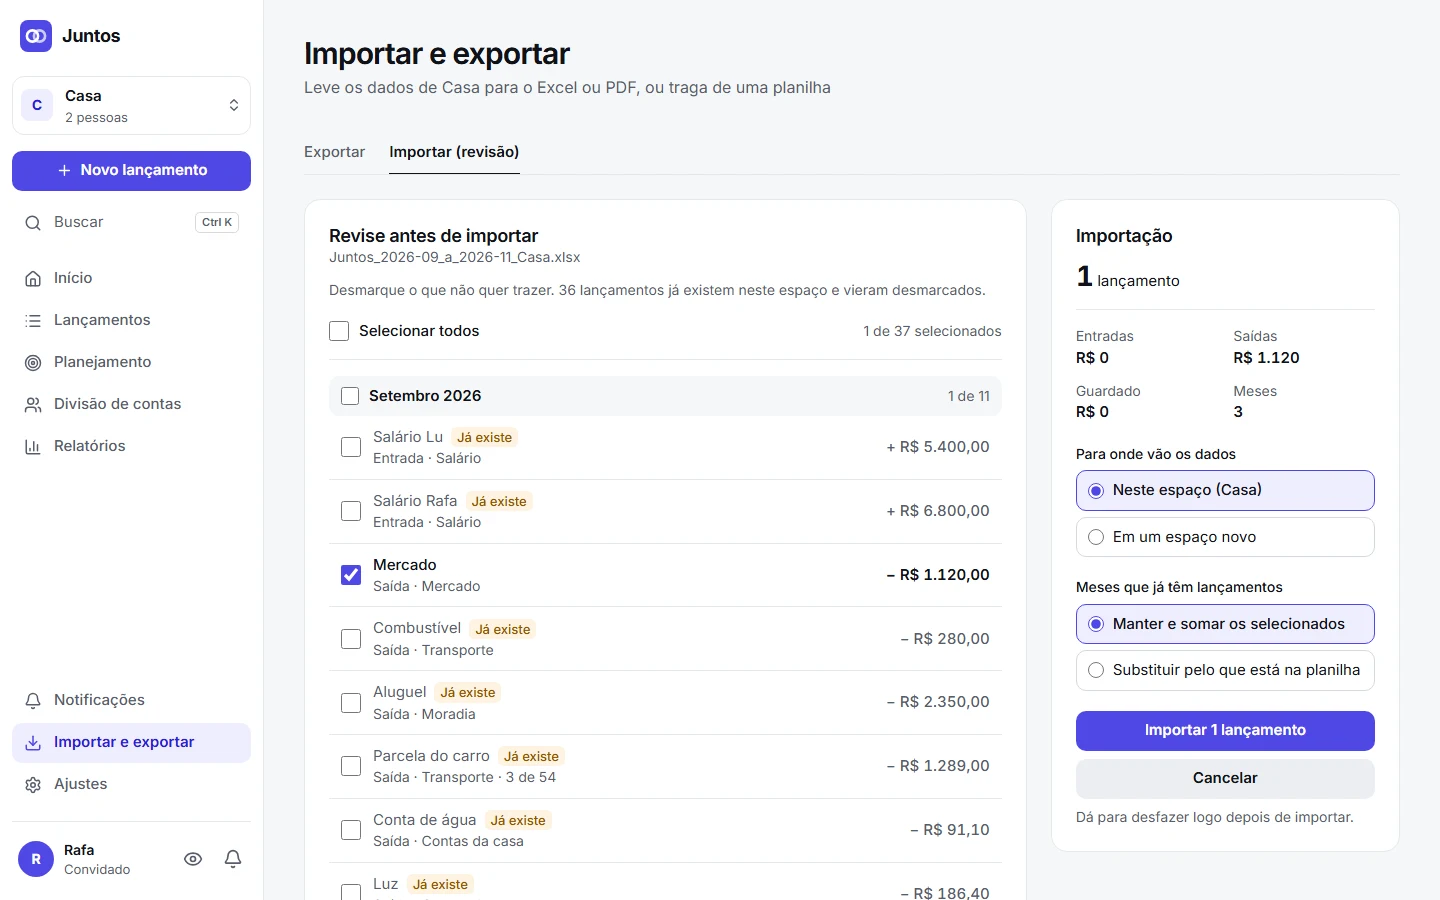 Juntos
C
Casa
2 pessoas
+ Novo lançamento
Buscar
Ctrl K
Início
Lançamentos
Planejamento
Divisão de contas
Relatórios
Notificações
Importar e exportar
Ajustes
R
Rafa
Convidado
Importar e exportar
Leve os dados de Casa para o Excel ou PDF, ou traga de uma planilha
Exportar
Importar (revisão)
Revise antes de importar
Juntos_2026-09_a_2026-11_Casa.xlsx
Desmarque o que não quer trazer. 36 lançamentos já existem neste espaço e vieram desmarcados.
Selecionar todos
1 de 37 selecionados
Setembro 2026
1 de 11
Salário Lu Já existe
Entrada · Salário
+ R$ 5.400,00
Salário Rafa Já existe
Entrada · Salário
+ R$ 6.800,00
Mercado
Saída · Mercado
− R$ 1.120,00
Combustível Já existe
Saída · Transporte
− R$ 280,00
Aluguel Já existe
Saída · Moradia
− R$ 2.350,00
Parcela do carro Já existe
Saída · Transporte · 3 de 54
− R$ 1.289,00
Conta de água Já existe
Saída · Contas da casa
− R$ 91,10
Luz Já existe
− R$ 186,40
Importação
1 lançamento
Entradas
R$ 0
Saídas
R$ 1.120
Guardado
R$ 0
Meses
3
Para onde vão os dados
Neste espaço (Casa)
Em um espaço novo
Meses que já têm lançamentos
Manter e somar os selecionados
Substituir pelo que está na planilha
Importar 1 lançamento
Cancelar
Dá para desfazer logo depois de importar.